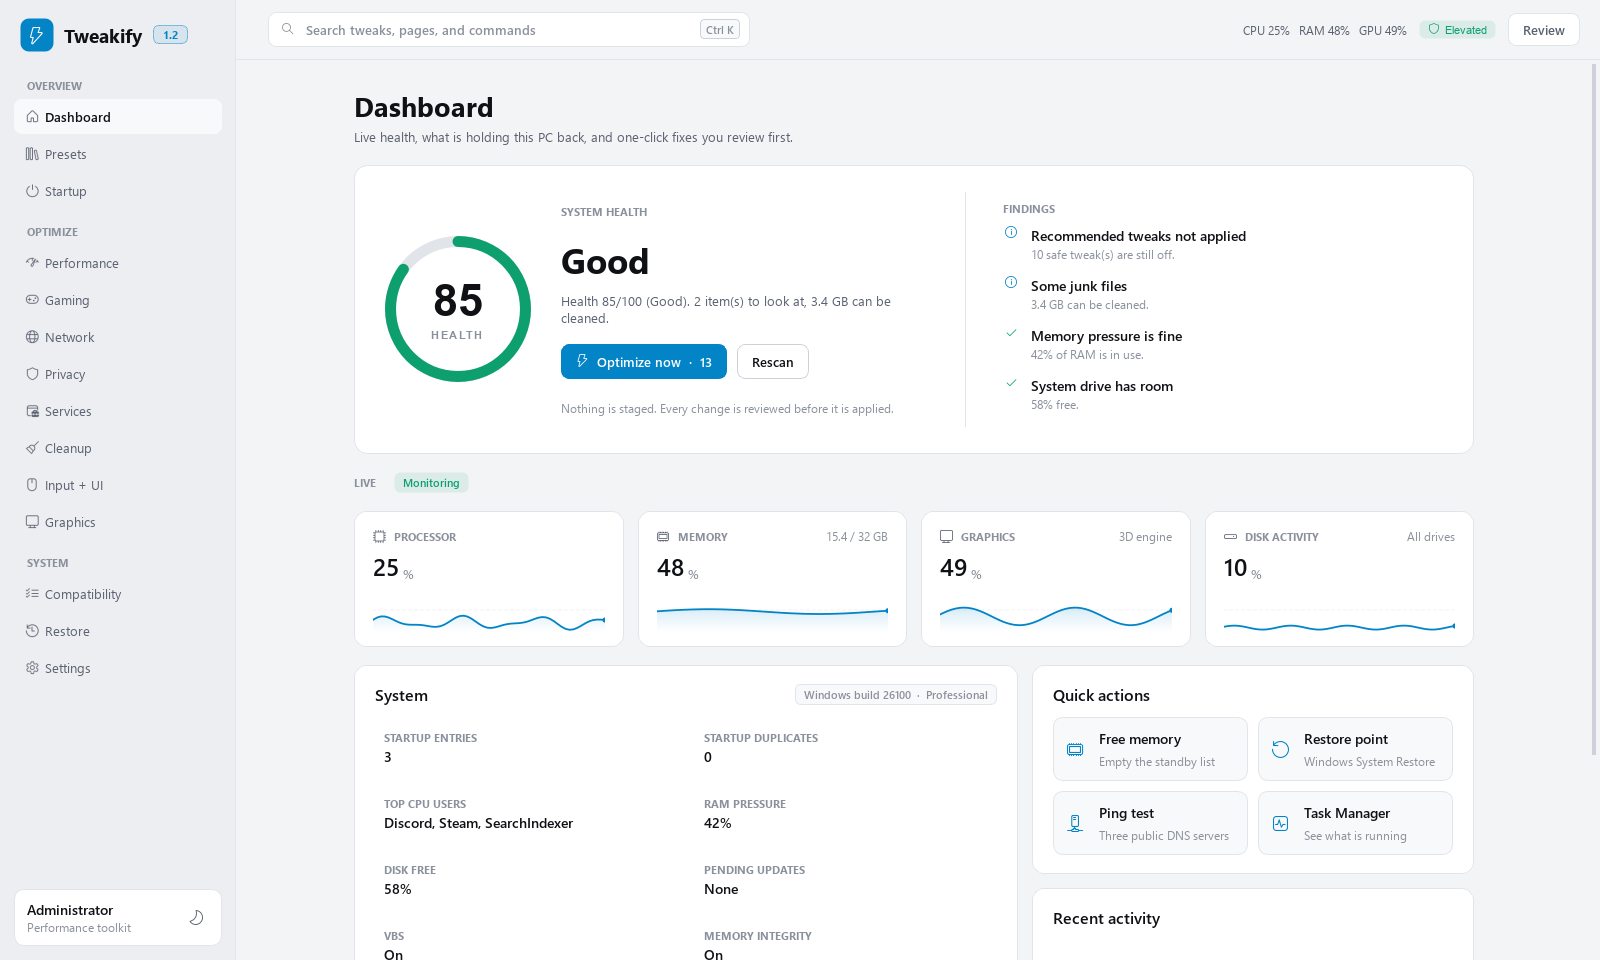 Tweakify 1.2
OVERVIEW
Dashboard
Presets
Startup
OPTIMIZE
Performance
Gaming
Network
Privacy
Services
Cleanup
Input + UI
Graphics
SYSTEM
Compatibility
Restore
Settings
Administrator
Performance toolkit
Search tweaks, pages, and commands
Ctrl K
CPU 25% RAM 48% GPU 49%
Elevated
Review
Dashboard
Live health, what is holding this PC back, and one-click fixes you review first.
85
HEALTH
SYSTEM HEALTH
Good
Health 85/100 (Good). 2 item(s) to look at, 3.4 GB can be
cleaned.
Optimize now · 13
Rescan
Nothing is staged. Every change is reviewed before it is applied.
FINDINGS
Recommended tweaks not applied
10 safe tweak(s) are still off.
Some junk files
3.4 GB can be cleaned.
Memory pressure is fine
42% of RAM is in use.
System drive has room
58% free.
LIVE
Monitoring
PROCESSOR
25 %
MEMORY
15.4 / 32 GB
48 %
GRAPHICS
3D engine
49 %
DISK ACTIVITY
All drives
10 %
System
Windows build 26100 · Professional
STARTUP ENTRIES
3
STARTUP DUPLICATES
0
TOP CPU USERS
Discord, Steam, SearchIndexer
RAM PRESSURE
42%
DISK FREE
58%
PENDING UPDATES
None
VBS
On
MEMORY INTEGRITY
On
Quick actions
Free memory
Empty the standby list
Restore point
Windows System Restore
Ping test
Three public DNS servers
Task Manager
See what is running
Recent activity